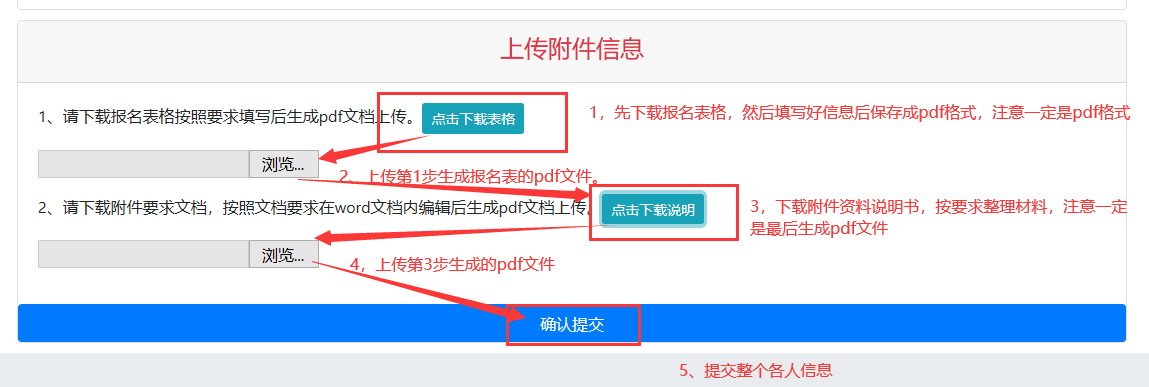 上传附件信息
1、请下载报名表格按照要求填写后生成pdf文档上传。 点击下载表格
1，先下载报名表格，然后填写好信息后保存成pdf格式，注意一定是pdf格式
浏览...
2、上传第1步生成报名表的pdf文件。
2、请下载附件要求文档，按照文档要求在word文档内编辑后生成pdf文档上传。 点击下载说明
3，下载附件资料说明书，按要求整理材料，注意一定
是最后生成pdf文件
浏览...
4，上传第3步生成的pdf文件
确认提交
5、提交整个各人信息